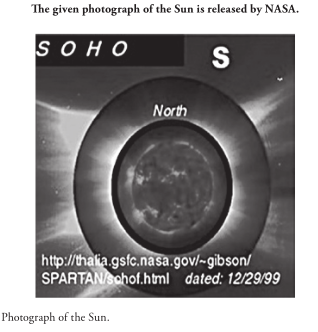 The given photograph of the Sun is released by NASA.
SOHO
S
North
http://thalia.gsfc.nasa.gov/~gibson/
SPARTAN/sohof.html dated: 12/29/99
Photograph of the Sun.